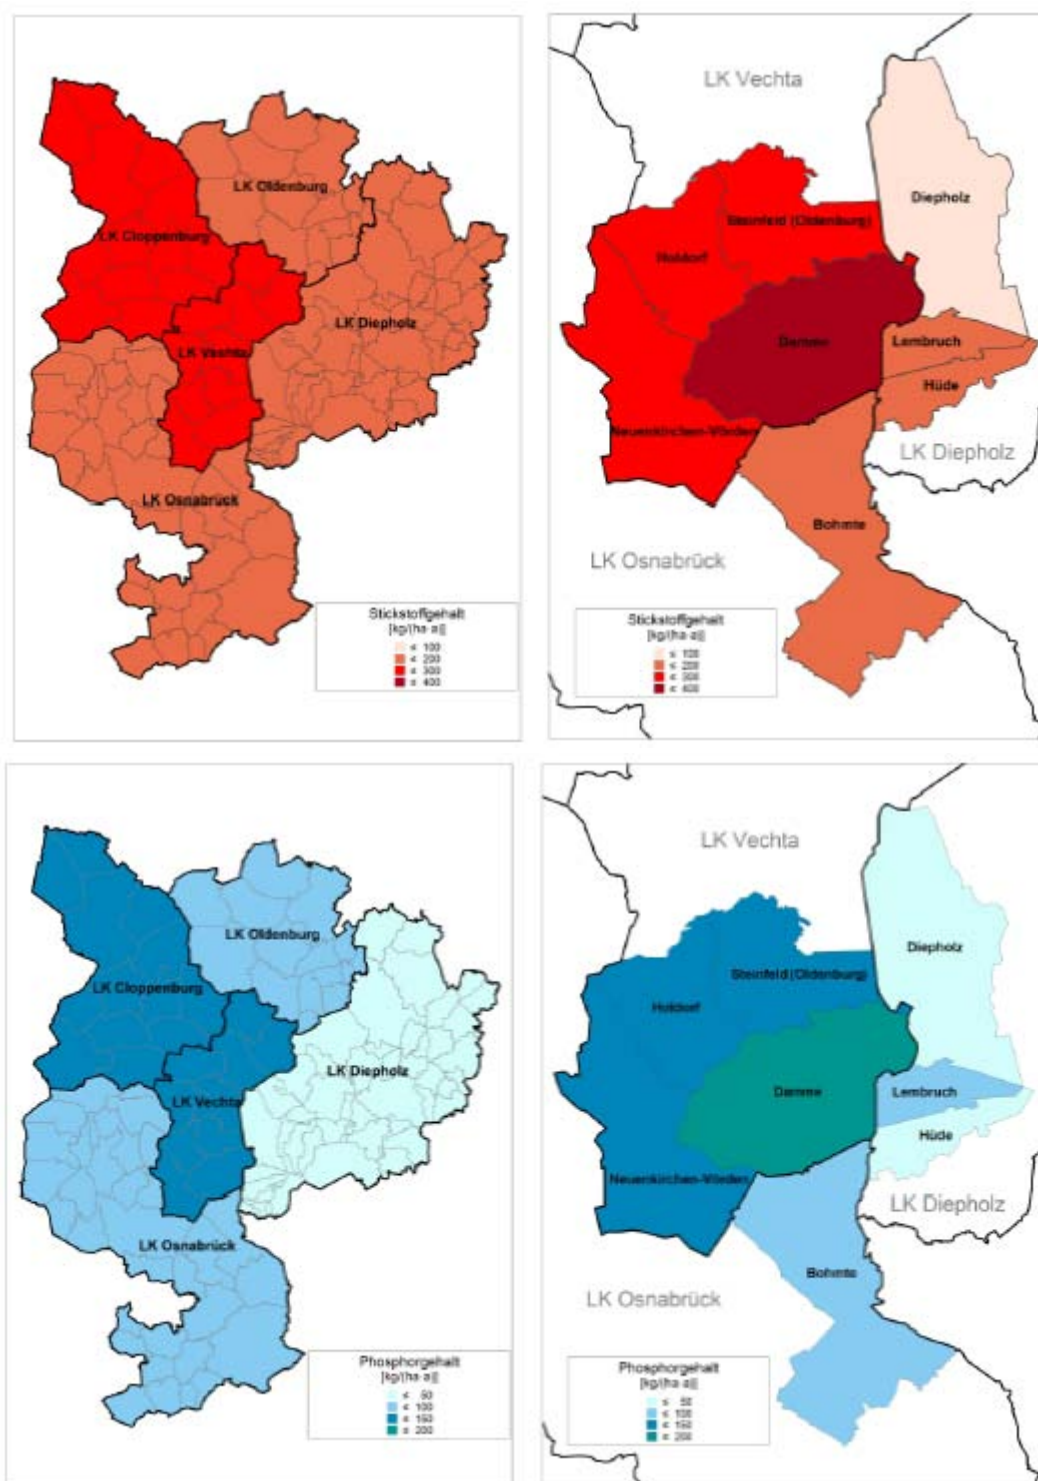 LK Oldenburg
LK Cloppenburg
LK Diepholz
LK Vechta
LK Osnabrück
Stickstoffgehalt
[kg/(ha·a)]
≤ 100
≤ 200
≤ 300
≤ 400
LK Vechta
Diepholz
Steinfeld (Oldenburg)
Holdorf
Damme
Lembruch
Hüde
Neuenkirchen-Vörden
LK Diepholz
Bohmte
LK Osnabrück
Stickstoffgehalt
[kg/(ha·a)]
≤ 100
≤ 200
≤ 300
≤ 400
LK Oldenburg
LK Cloppenburg
LK Diepholz
LK Vechta
LK Osnabrück
Phosphorgehalt
[kg/(ha·a)]
≤ 50
≤ 100
≤ 150
≤ 200
LK Vechta
Diepholz
Steinfeld (Oldenburg)
Holdorf
Damme
Lembruch
Hüde
Neuenkirchen-Vörden
LK Diepholz
Bohmte
LK Osnabrück
Phosphorgehalt
[kg/(ha·a)]
≤ 50
≤ 100
≤ 150
≤ 200